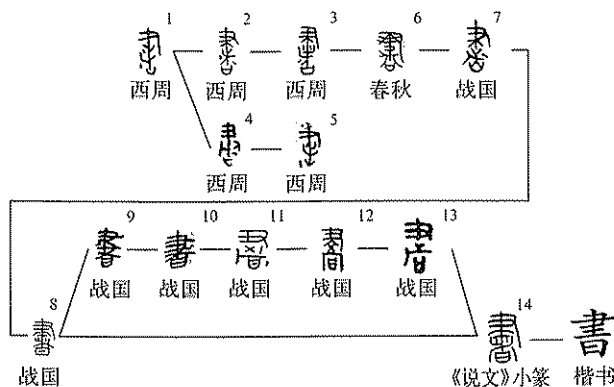 1 2 3 6 7
西周 西周 西周 春秋 战国
4 5
西周 西周
9 10 11 12 13
战国 战国 战国 战国 战国
8 14
書
战国 《说文》小篆 楷书